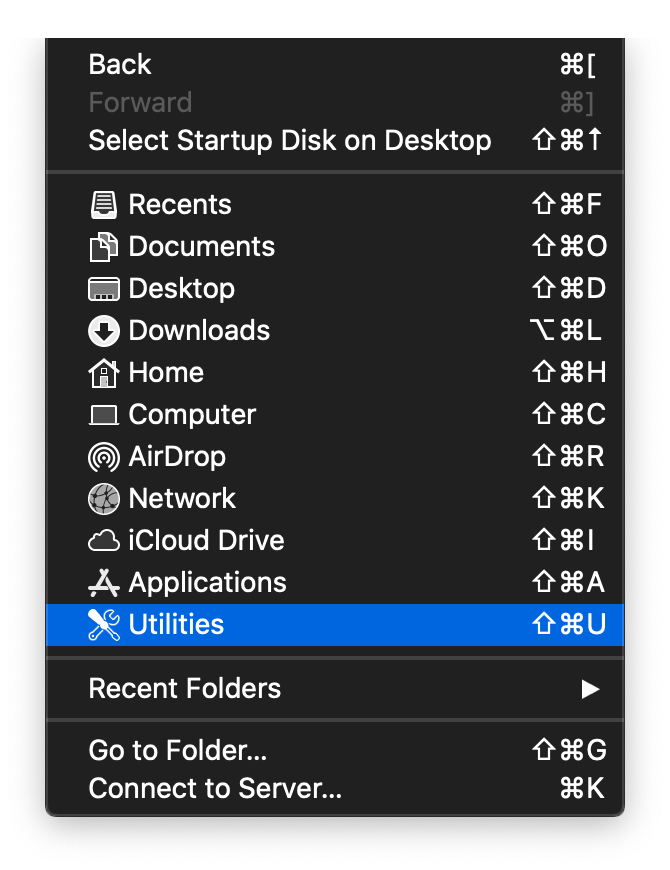 Back ⌘[
Forward ⌘]
Select Startup Disk on Desktop ⇧⌘↑
Recents ⇧⌘F
Documents ⇧⌘O
Desktop ⇧⌘D
Downloads ⌥⌘L
Home ⇧⌘H
Computer ⇧⌘C
AirDrop ⇧⌘R
Network ⇧⌘K
iCloud Drive ⇧⌘I
Applications ⇧⌘A
Utilities ⇧⌘U
Recent Folders ▶
Go to Folder... ⇧⌘G
Connect to Server... ⌘K